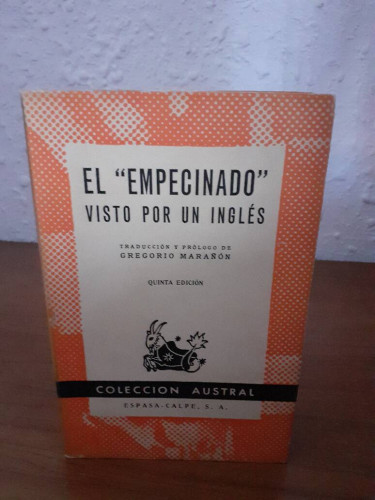 EL "EMPECINADO"
VISTO POR UN INGLÉS
TRADUCCIÓN Y PRÓLOGO DE
GREGORIO MARAÑÓN
QUINTA EDICIÓN
COLECCION AUSTRAL
ESPASA-CALPE, S. A.